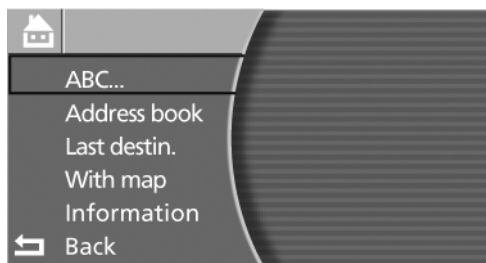 ABC...
Address book
Last destin.
With map
Information
Back